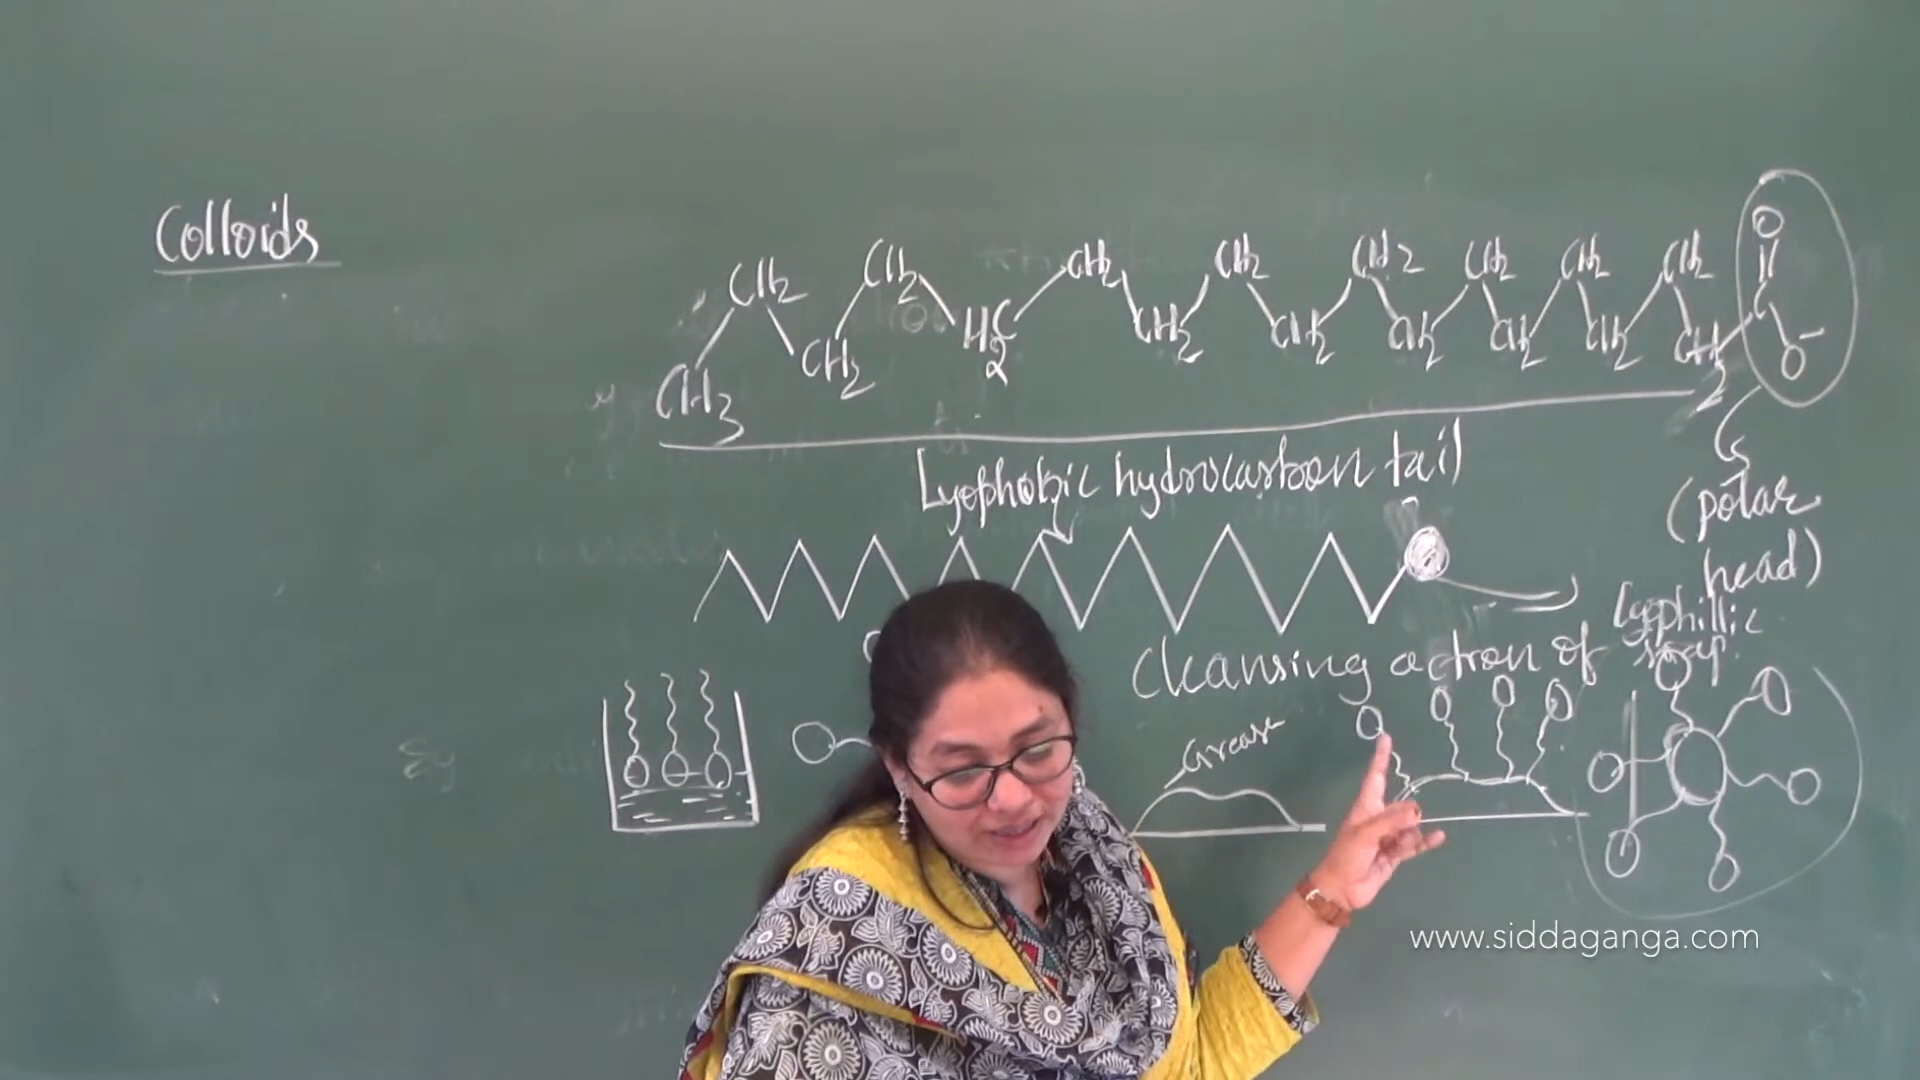 Colloids
CH2 CH2 CH2 CH2 CH2 CH2 CH2 CH2 O
CH3 CH2 H2C CH2 CH2 CH2 CH2 CH2 CH2 C O-
Lyophobic hydrocarbon tail
(polar
head)
Lyophillic
Cleansing action of soap.
Grease
www.siddaganga.com